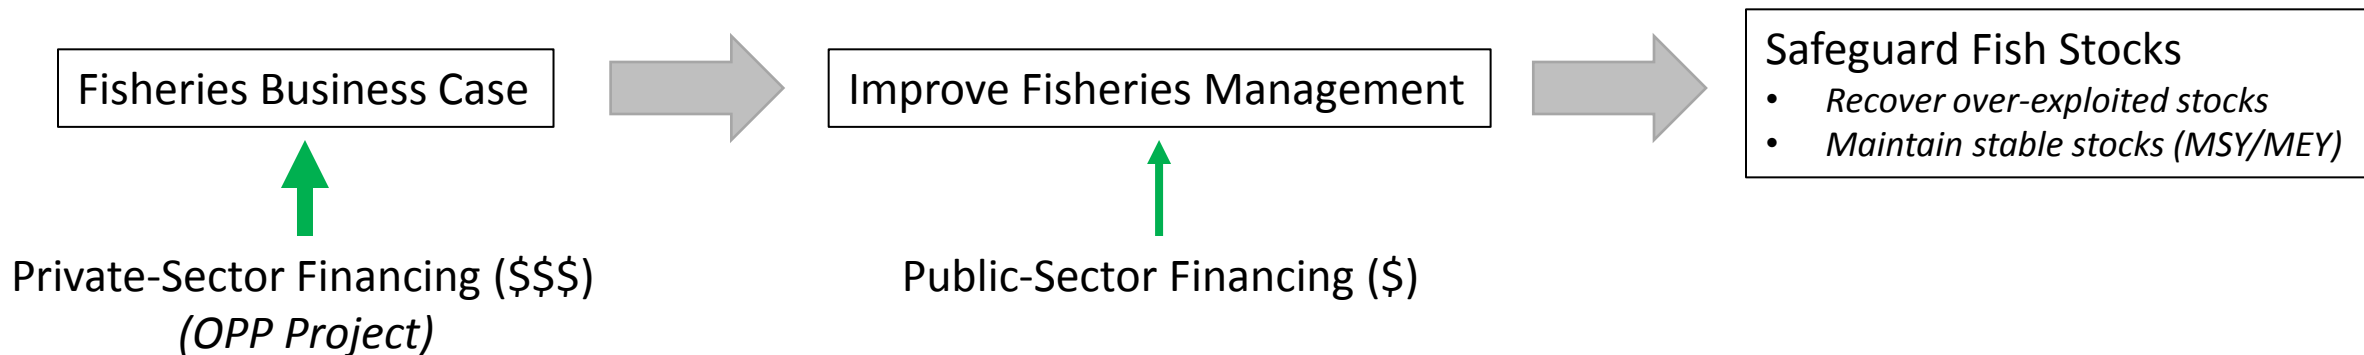 Fisheries Business Case
Improve Fisheries Management
Safeguard Fish Stocks
• Recover over-exploited stocks
• Maintain stable stocks (MSY/MEY)
Private-Sector Financing ($$$)
(OPP Project)
Public-Sector Financing ($)